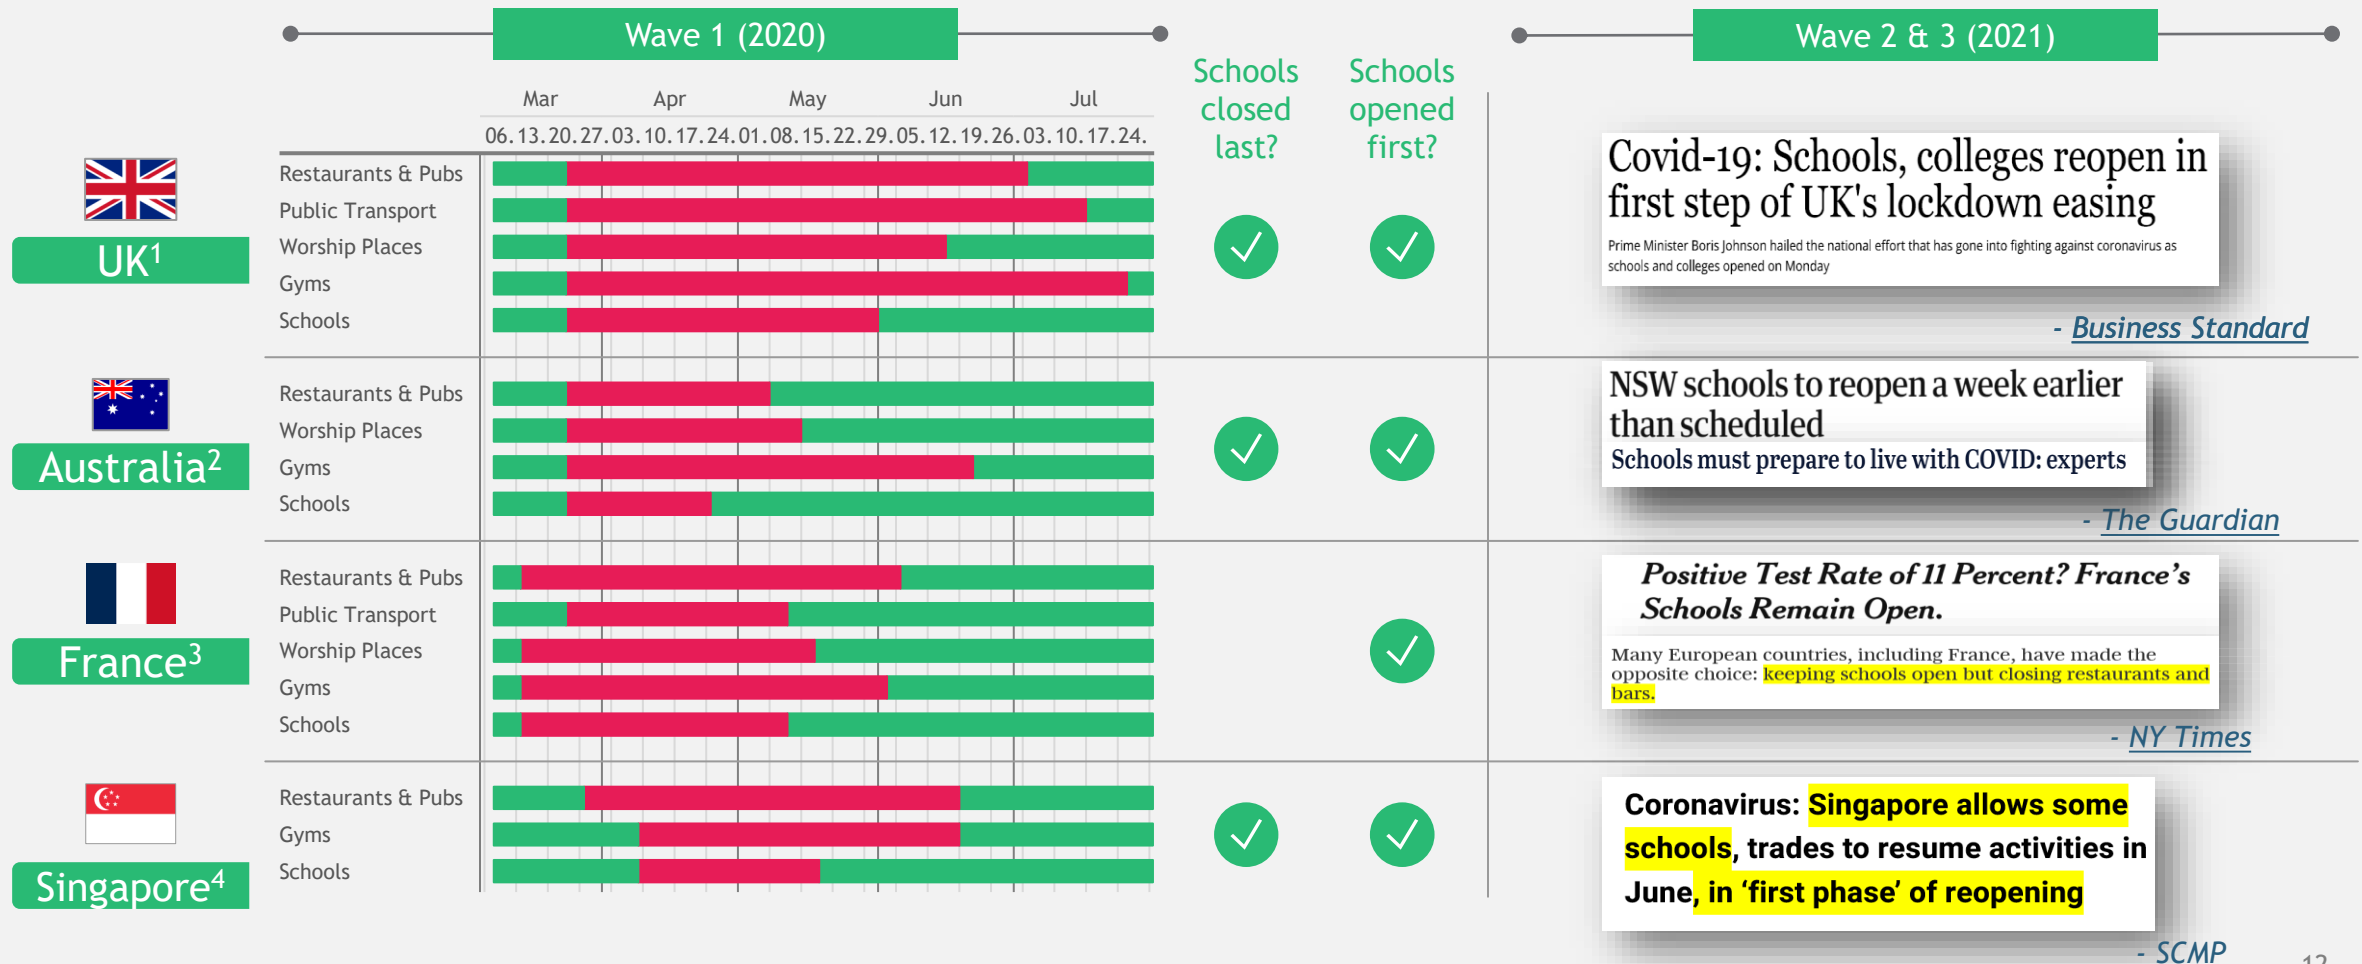 Wave 1 (2020)
Wave 2 & 3 (2021)
Schools closed last?
Schools opened first?
Mar Apr May Jun Jul
06.13.20.27.03.10.17.24.01.08.15.22.29.05.12.19.26.03.10.17.24.
UK1
Restaurants & Pubs
Public Transport
Worship Places
Gyms
Schools
Covid-19: Schools, colleges reopen in
first step of UK's lockdown easing
Prime Minister Boris Johnson hailed the national effort that has gone into fighting against coronavirus as
schools and colleges opened on Monday
- Business Standard
Australia2
Restaurants & Pubs
Worship Places
Gyms
Schools
NSW schools to reopen a week earlier
than scheduled
Schools must prepare to live with COVID: experts
- The Guardian
France3
Restaurants & Pubs
Public Transport
Worship Places
Gyms
Schools
Positive Test Rate of 11 Percent? France's
Schools Remain Open.
Many European countries, including France, have made the
opposite choice: keeping schools open but closing restaurants and
bars.
- NY Times
Singapore4
Restaurants & Pubs
Gyms
Schools
Coronavirus: Singapore allows some
schools, trades to resume activities in
June, in 'first phase' of reopening
- SCMP